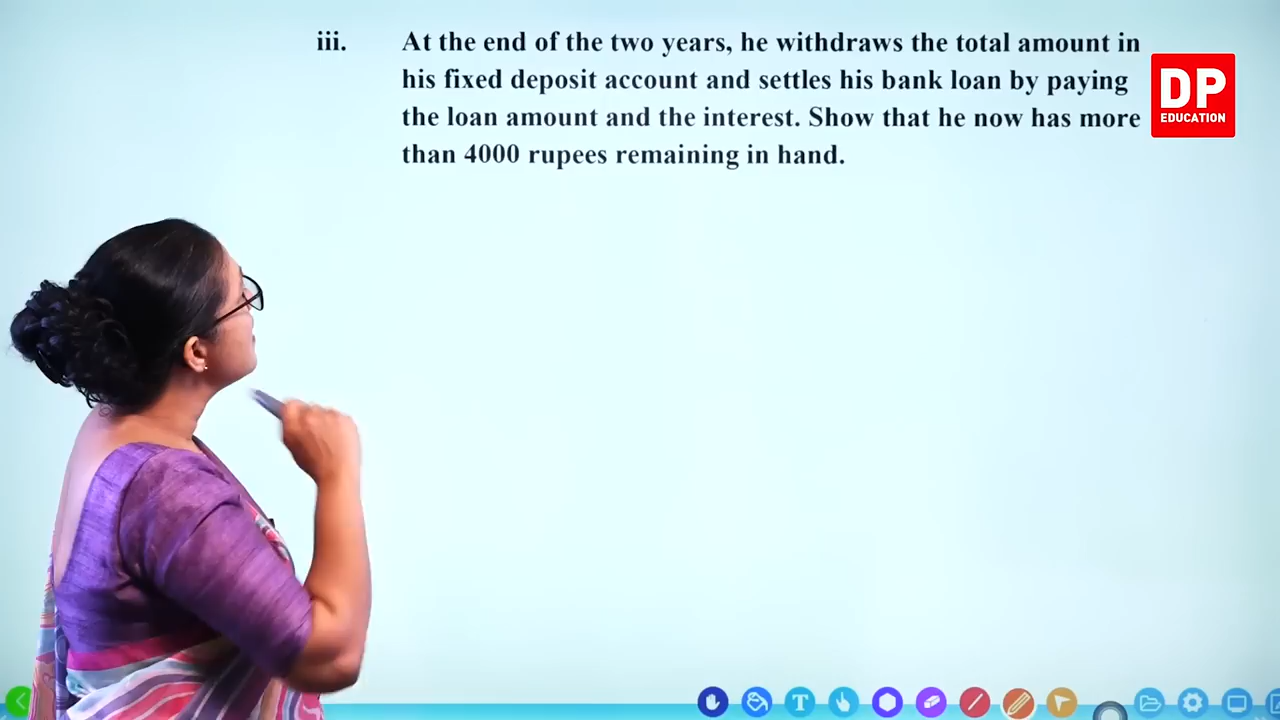 iii. At the end of the two years, he withdraws the total amount in
his fixed deposit account and settles his bank loan by paying
the loan amount and the interest. Show that he now has more
than 4000 rupees remaining in hand.
DP
EDUCATION
T